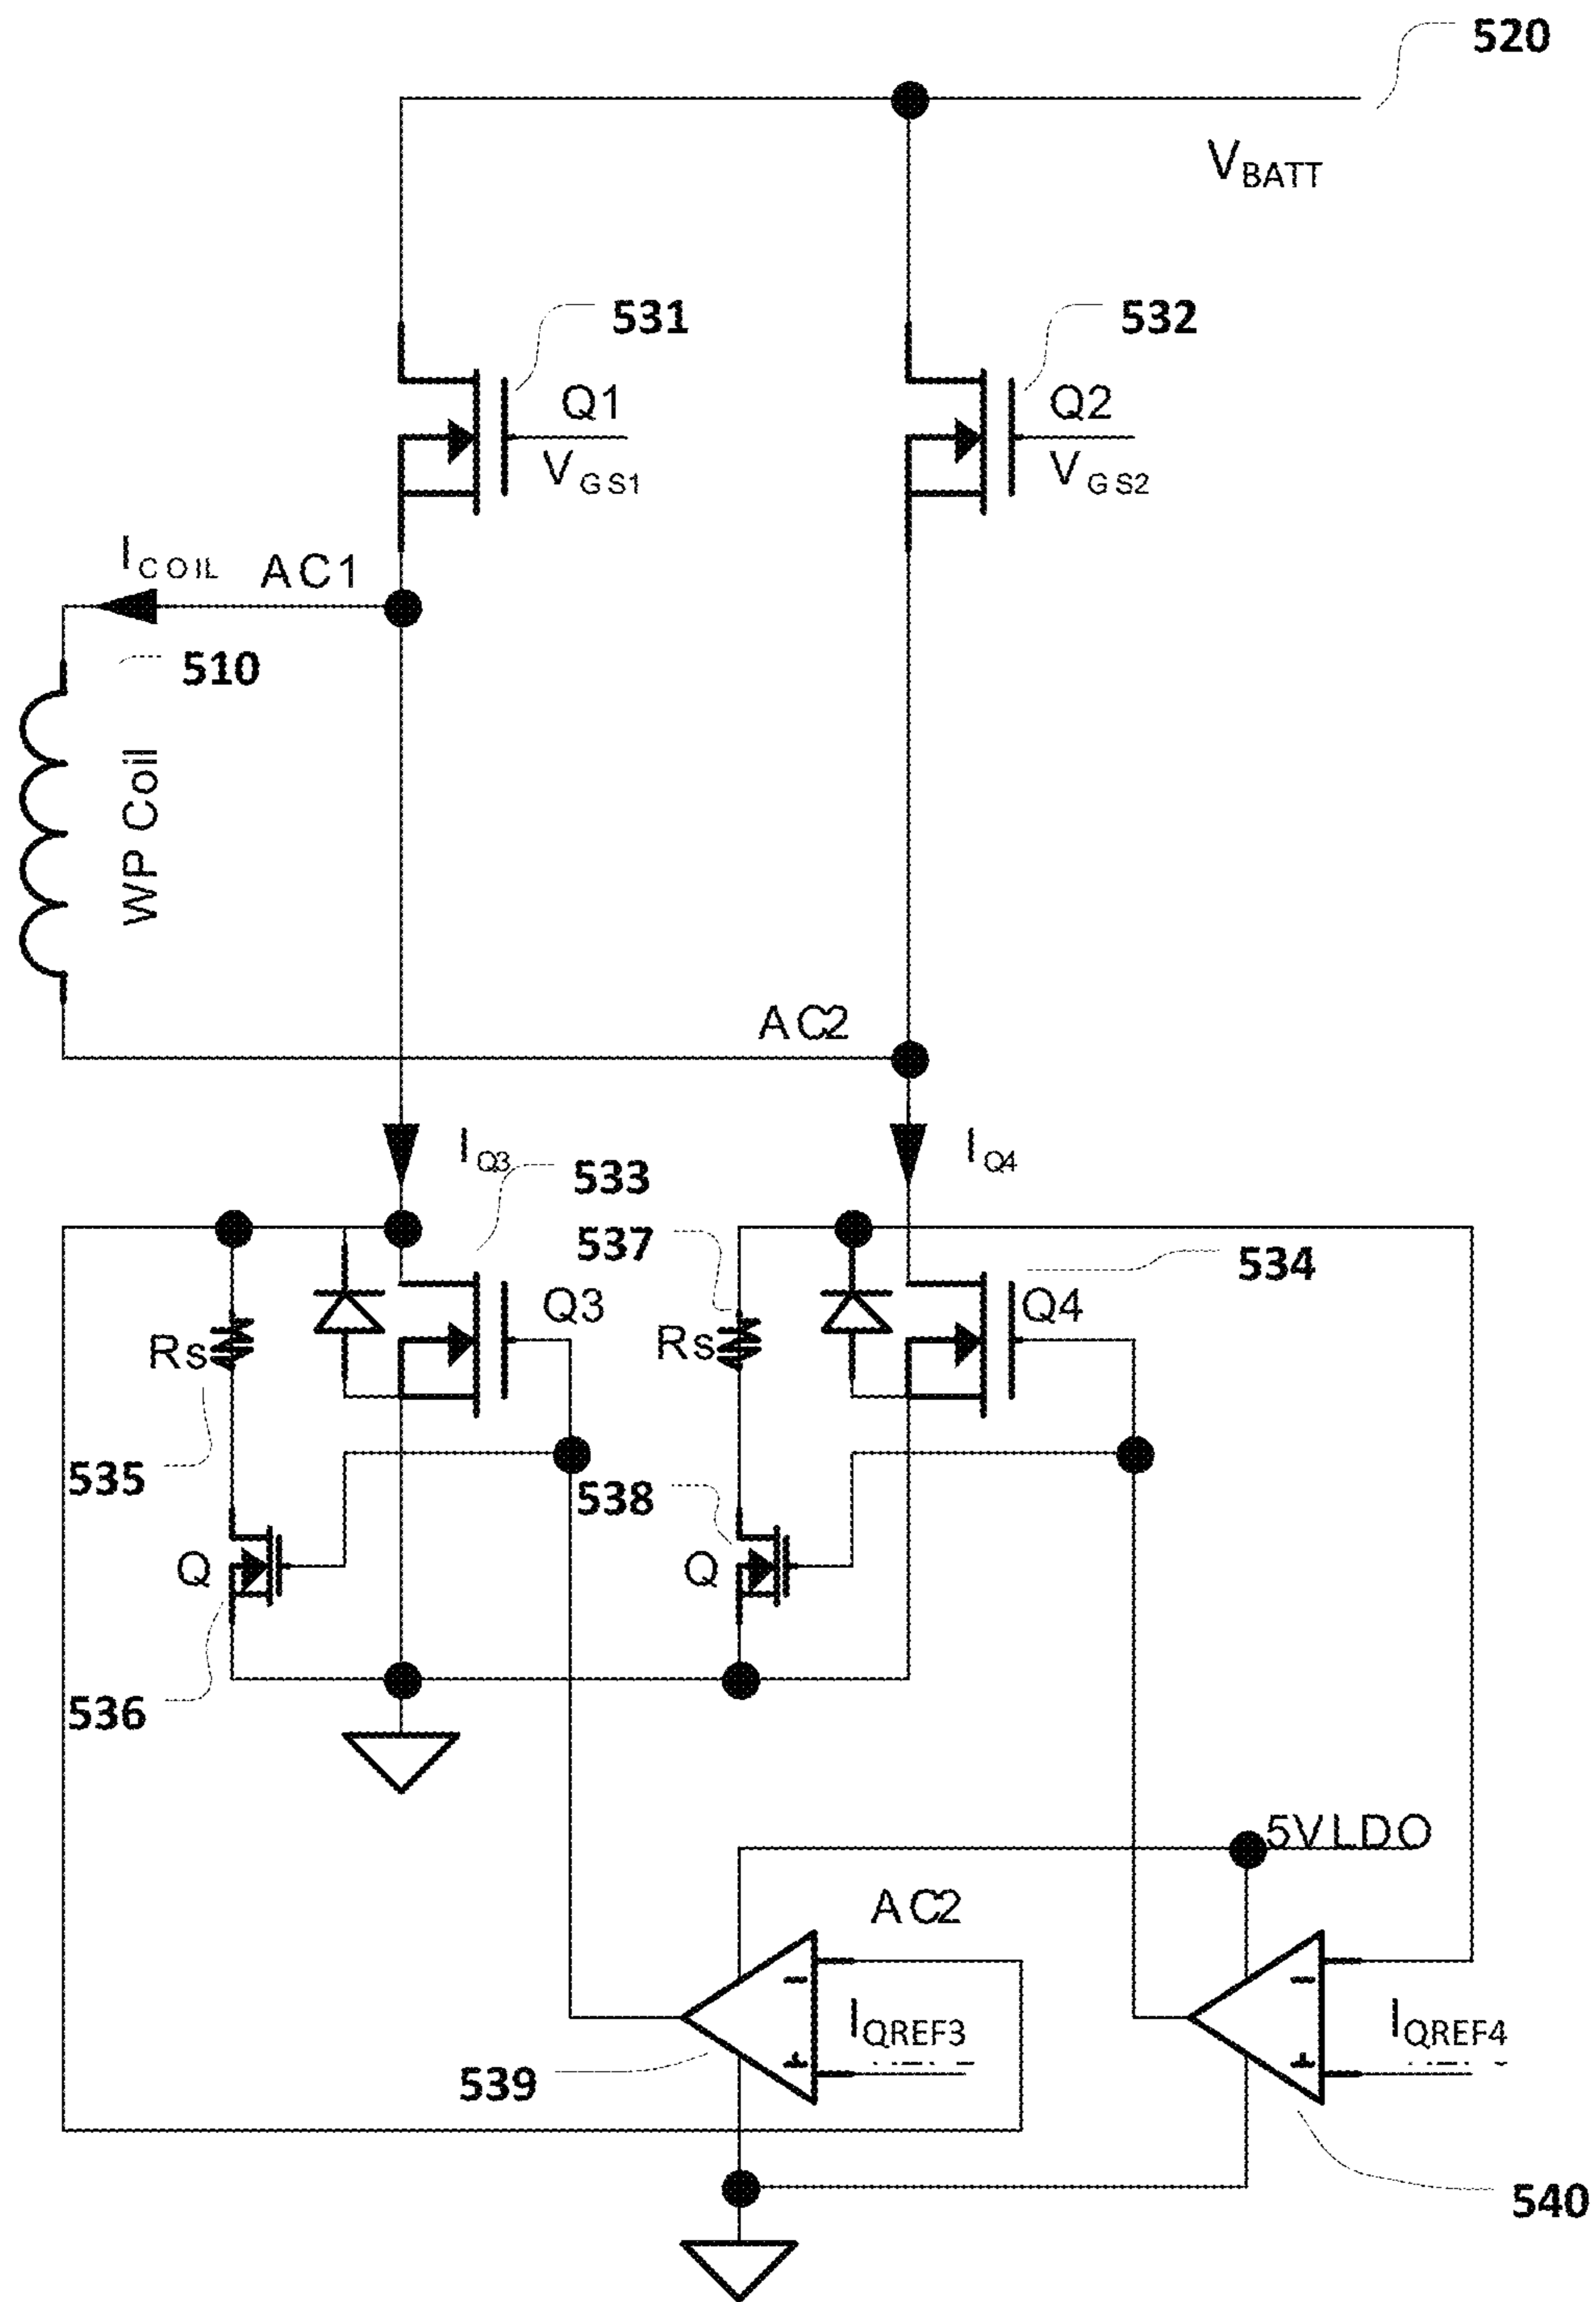 520
VBATT
531
532
Q1
Q2
VGS1
VGS2
ICOIL
AC1
510
WP Coil
AC2
IQ3
IQ4
533
537
534
Q3
Q4
Rs
Rs
535
538
Q
Q
536
5VLDO
AC2
−
−
IQREF3
IQREF4
+
+
539
540